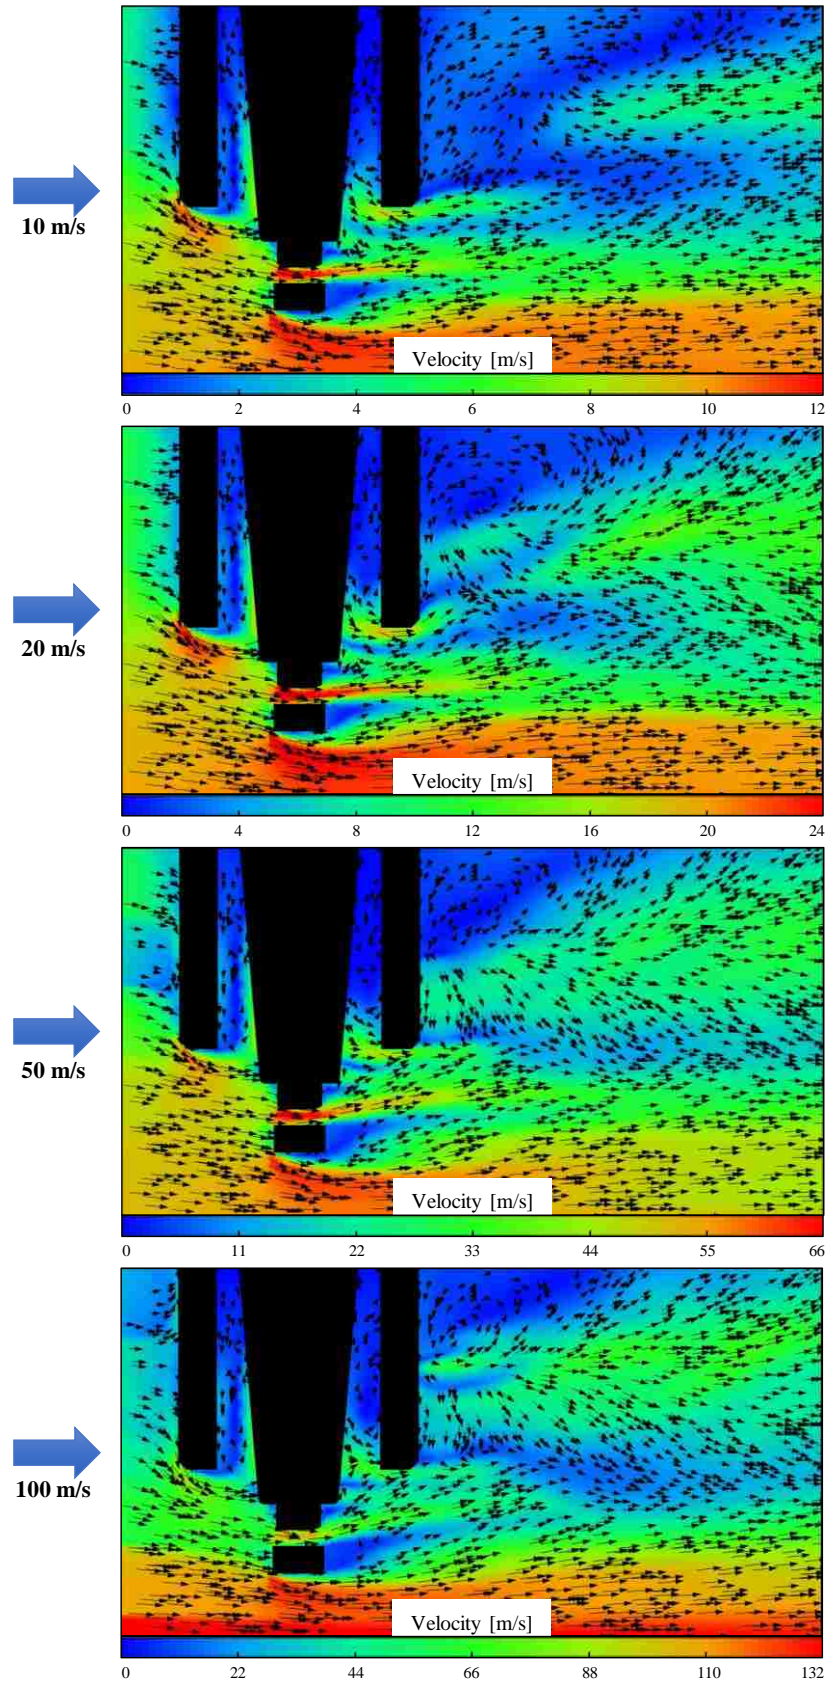 10 m/s
Velocity [m/s]
0 2 4 6 8 10 12
20 m/s
Velocity [m/s]
0 4 8 12 16 20 24
50 m/s
Velocity [m/s]
0 11 22 33 44 55 66
100 m/s
Velocity [m/s]
0 22 44 66 88 110 132